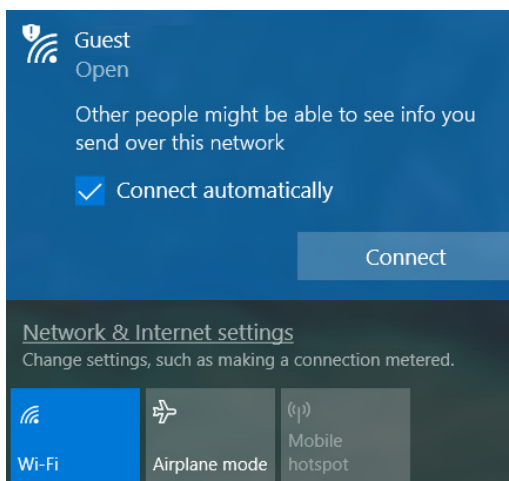 Guest
Open
Other people might be able to see info you
send over this network
Connect automatically
Connect
Network & Internet settings
Change settings, such as making a connection metered.
Wi-Fi
Airplane mode
Mobile
hotspot